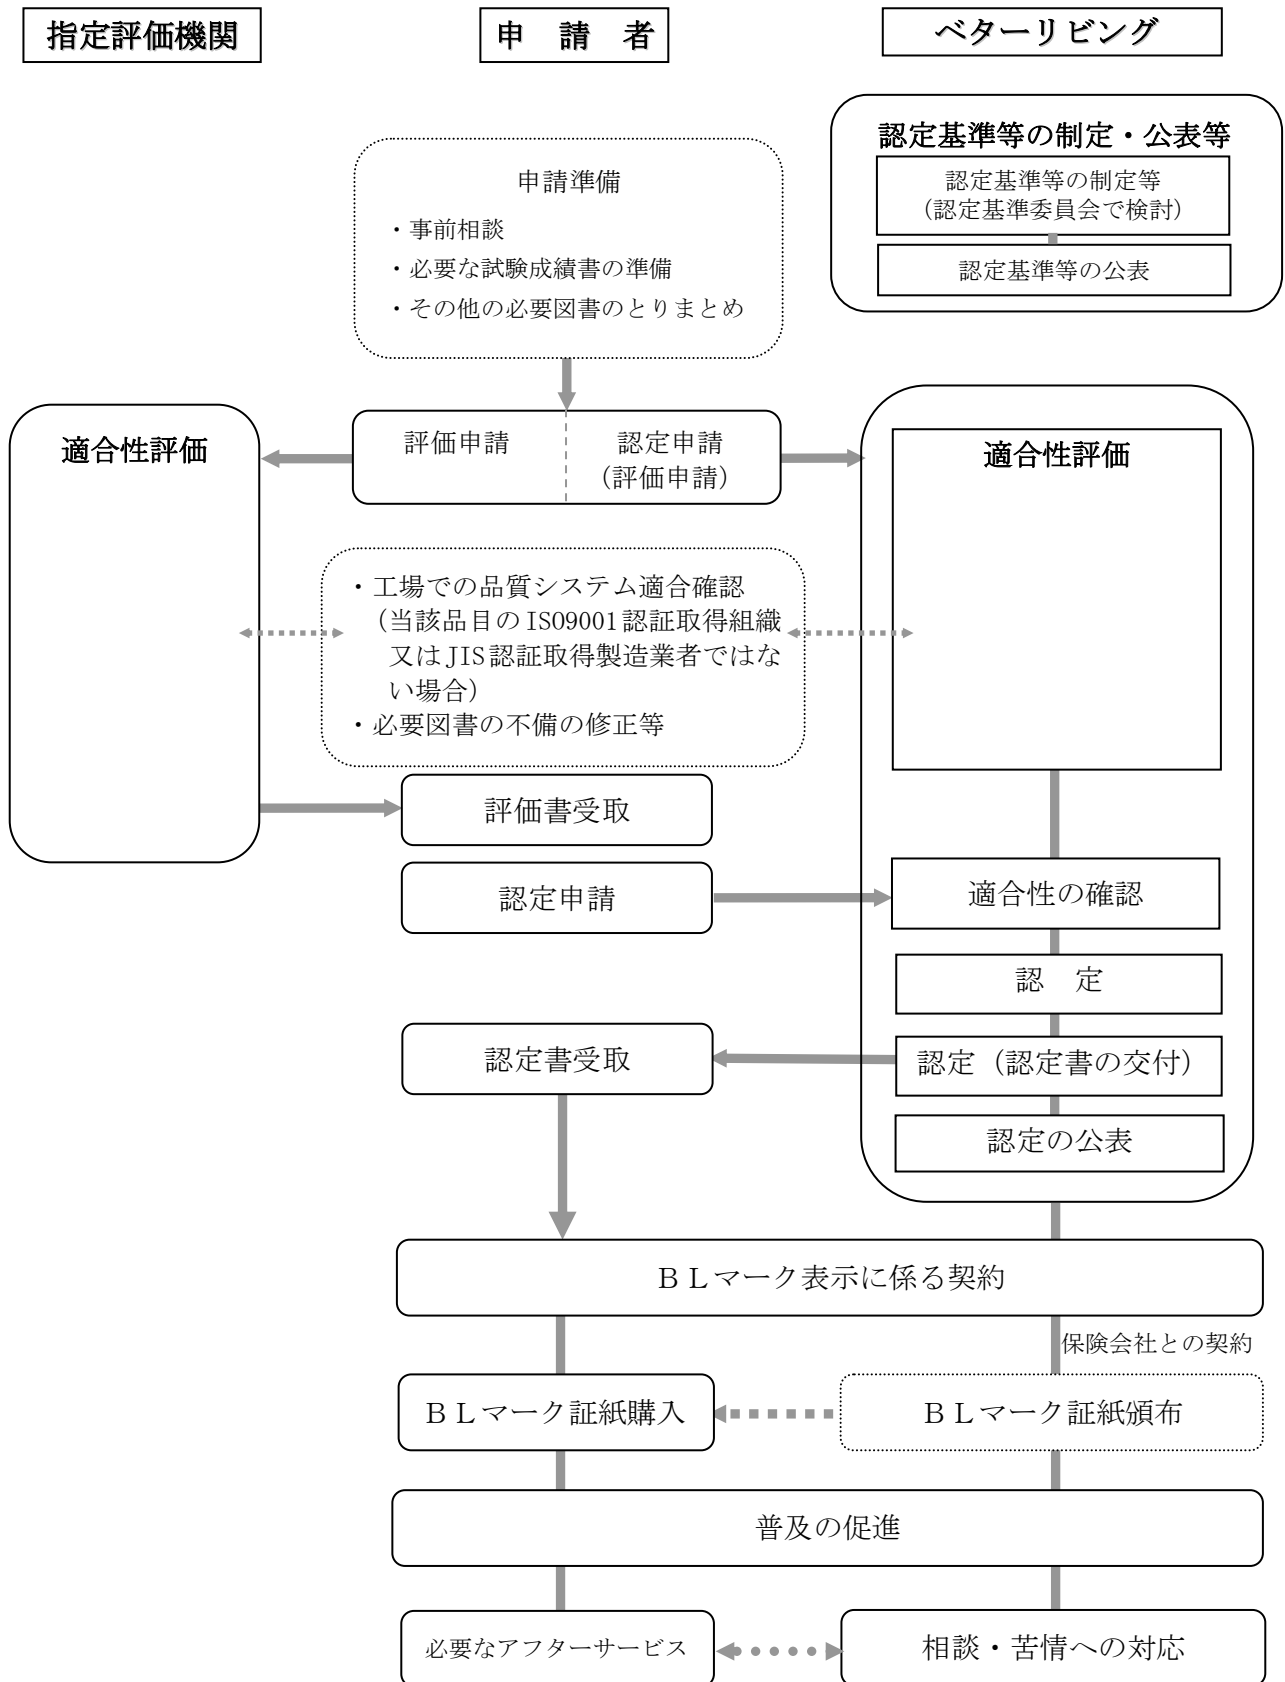 指定評価機関
申　請　者
ベターリビング
認定基準等の制定・公表等
認定基準等の制定等
（認定基準委員会で検討）
認定基準等の公表
申請準備
・事前相談
・必要な試験成績書の準備
・その他の必要図書のとりまとめ
適合性評価
評価申請
認定申請
（評価申請）
適合性評価
・工場での品質システム適合確認
（当該品目のISO9001認証取得組織
又はJIS認証取得製造業者ではな
い場合）
・必要図書の不備の修正等
評価書受取
認定申請
適合性の確認
認　定
認定書受取
認定（認定書の交付）
認定の公表
ＢＬマーク表示に係る契約
保険会社との契約
ＢＬマーク証紙購入
ＢＬマーク証紙頒布
普及の促進
必要なアフターサービス
相談・苦情への対応